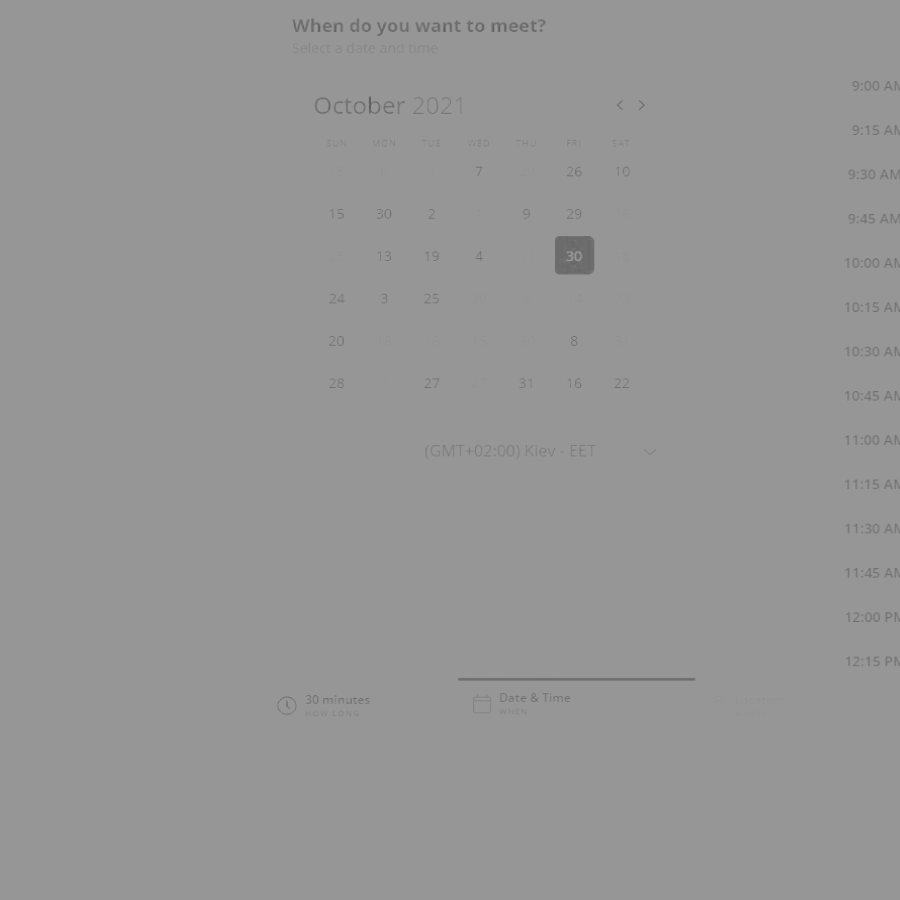 When do you want to meet?
Select a date and time
October 2021
SUN MON TUE WED THU FRI SAT
7 26 10
15 30 2 9 29
13 19 4 30
24 3 25
20 8
28 27 31 16 22
(GMT+02:00) Kiev - EET
9:00 AM
9:15 AM
9:30 AM
9:45 AM
10:00 AM
10:15 AM
10:30 AM
10:45 AM
11:00 AM
11:15 AM
11:30 AM
11:45 AM
12:00 PM
12:15 PM
30 minutes
HOW LONG
Date & Time
WHEN